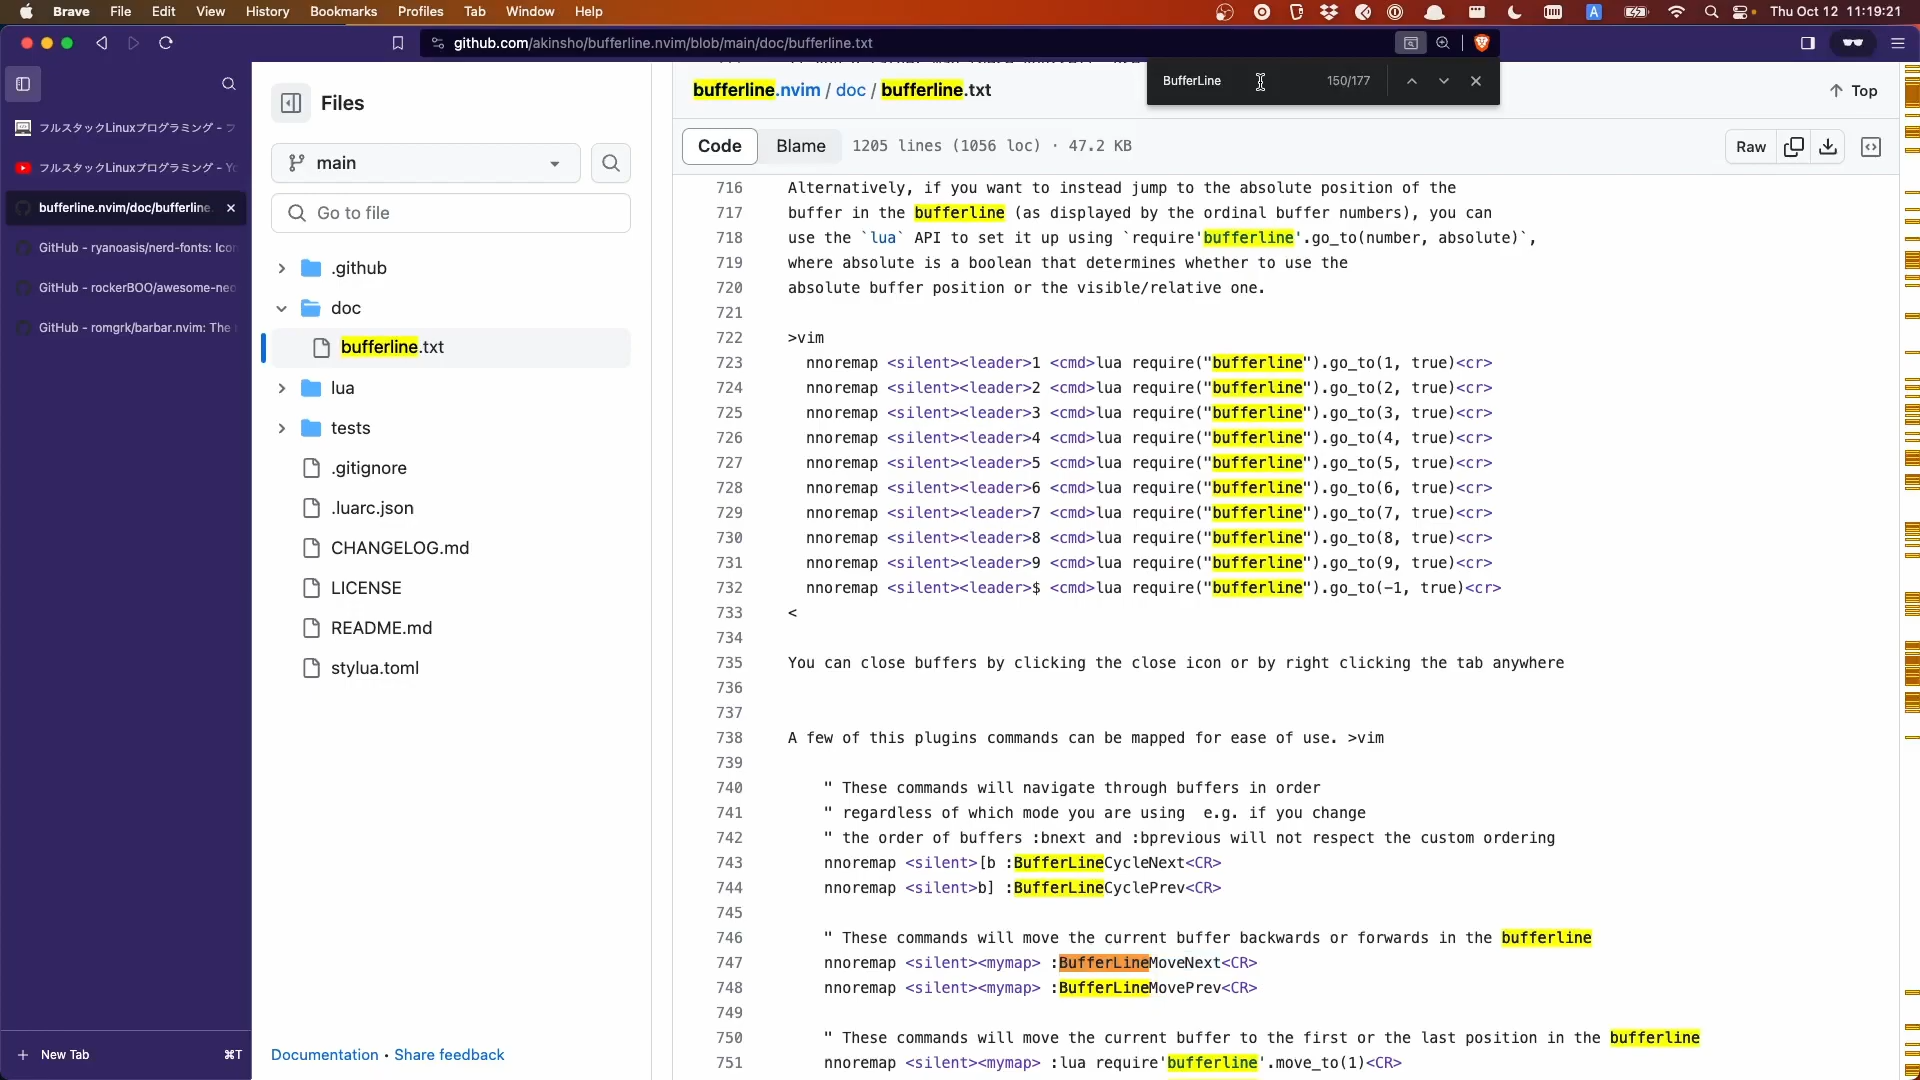 Brave File Edit View History Bookmarks Profiles Tab Window Help A Thu Oct 12 11:19:21
github.com/akinsho/bufferline.nvim/blob/main/doc/bufferline.txt
BufferLine 150/177
フルスタックLinuxプログラミング - フ
フルスタックLinuxプログラミング - Yo
bufferline.nvim/doc/bufferline.
GitHub - ryanoasis/nerd-fonts: Icon
GitHub - rockerBOO/awesome-neo
GitHub - romgrk/barbar.nvim: The
New Tab ⌘T
Files
main
Go to file
.github
doc
bufferline.txt
lua
tests
.gitignore
.luarc.json
CHANGELOG.md
LICENSE
README.md
stylua.toml
Documentation • Share feedback
bufferline.nvim / doc / bufferline.txt
Top
Code Blame 1205 lines (1056 loc) · 47.2 KB Raw
716 Alternatively, if you want to instead jump to the absolute position of the
717 buffer in the bufferline (as displayed by the ordinal buffer numbers), you can
718 use the `lua` API to set it up using `require'bufferline'.go_to(number, absolute)`,
719 where absolute is a boolean that determines whether to use the
720 absolute buffer position or the visible/relative one.
721
722 >vim
723 nnoremap <silent><leader>1 <cmd>lua require("bufferline").go_to(1, true)<cr>
724 nnoremap <silent><leader>2 <cmd>lua require("bufferline").go_to(2, true)<cr>
725 nnoremap <silent><leader>3 <cmd>lua require("bufferline").go_to(3, true)<cr>
726 nnoremap <silent><leader>4 <cmd>lua require("bufferline").go_to(4, true)<cr>
727 nnoremap <silent><leader>5 <cmd>lua require("bufferline").go_to(5, true)<cr>
728 nnoremap <silent><leader>6 <cmd>lua require("bufferline").go_to(6, true)<cr>
729 nnoremap <silent><leader>7 <cmd>lua require("bufferline").go_to(7, true)<cr>
730 nnoremap <silent><leader>8 <cmd>lua require("bufferline").go_to(8, true)<cr>
731 nnoremap <silent><leader>9 <cmd>lua require("bufferline").go_to(9, true)<cr>
732 nnoremap <silent><leader>$ <cmd>lua require("bufferline").go_to(-1, true)<cr>
733 <
734
735 You can close buffers by clicking the close icon or by right clicking the tab anywhere
736
737
738 A few of this plugins commands can be mapped for ease of use. >vim
739
740 " These commands will navigate through buffers in order
741 " regardless of which mode you are using e.g. if you change
742 " the order of buffers :bnext and :bprevious will not respect the custom ordering
743 nnoremap <silent>[b :BufferLineCycleNext<CR>
744 nnoremap <silent>b] :BufferLineCyclePrev<CR>
745
746 " These commands will move the current buffer backwards or forwards in the bufferline
747 nnoremap <silent><mymap> :BufferLineMoveNext<CR>
748 nnoremap <silent><mymap> :BufferLineMovePrev<CR>
749
750 " These commands will move the current buffer to the first or the last position in the bufferline
751 nnoremap <silent><mymap> :lua require'bufferline'.move_to(1)<CR>